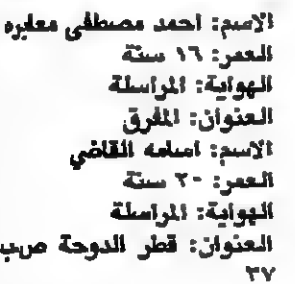 الاسم: احمد مصطفى معابره
العمر: ١٦ سنة
الهواية: المراسلة
العنوان: المفرق
الاسم: اسامه القاضي
العمر: ٢٠ سنة
الهواية: المراسلة
العنوان: قطر الدوحة ص.ب
٣٧